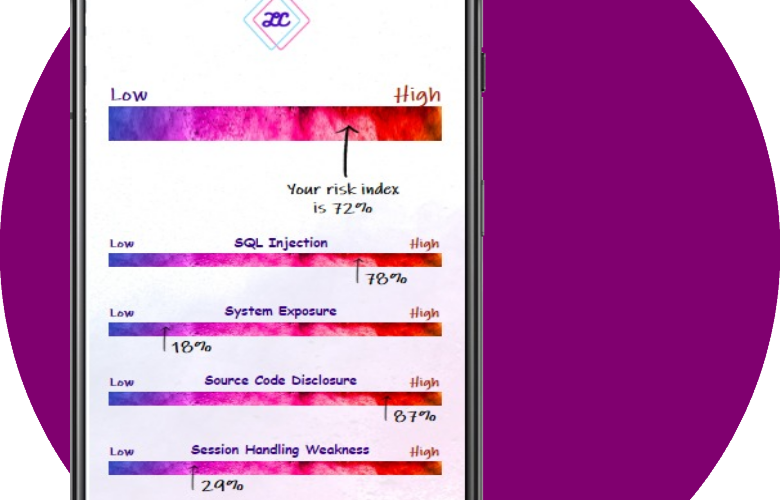 Low High
Your risk index
is 72%
Low SQL Injection High
78%
Low System Exposure High
18%
Low Source Code Disclosure High
87%
Low Session Handling Weakness High
29%